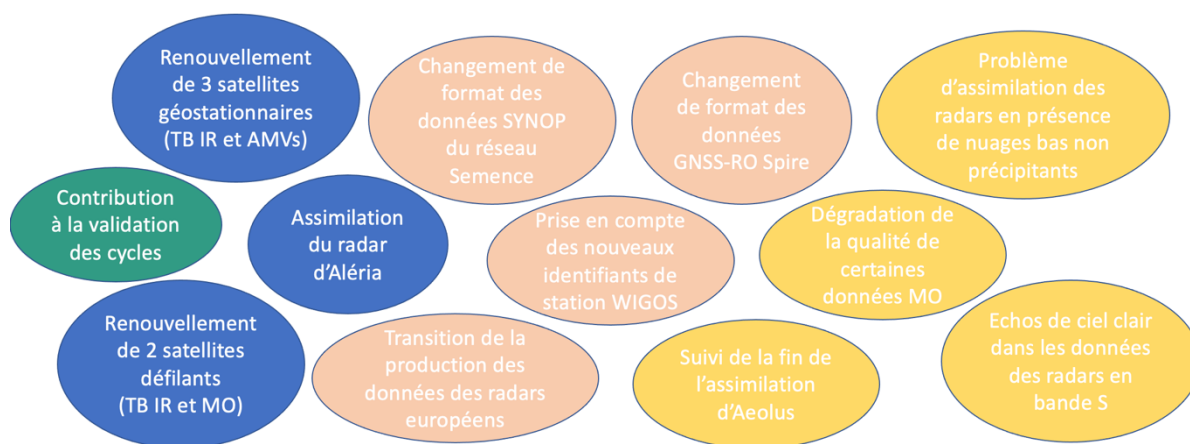 Renouvellement
de 3 satellites
géostationnaires
(TB IR et AMVs)
Changement de
format des
données SYNOP
du réseau
Semence
Changement
de format des
données
GNSS-RO Spire
Problème
d'assimilation des
radars en présence
de nuages bas non
précipitants
Contribution
à la validation
des cycles
Assimilation
du radar
d'Aléria
Prise en compte
des nouveaux
identifiants de
station WIGOS
Dégradation de
la qualité de
certaines
données MO
Renouvellement
de 2 satellites
défilants
(TB IR et MO)
Transition de la
production des
données des radars
européens
Suivi de la fin de
l'assimilation
d'Aeolus
Echos de ciel clair
dans les données
des radars en
bande S